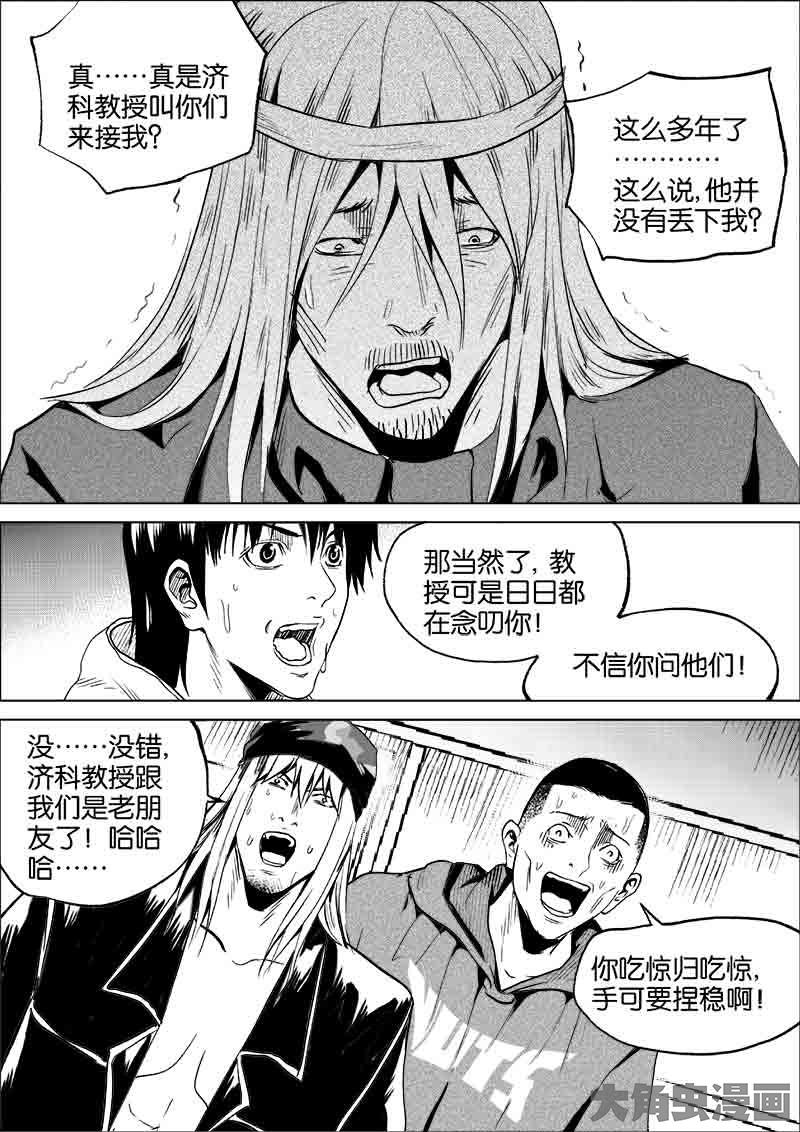 真……真是济
科教授叫你们
来接我？
这么多年了
…………
这么说,他并
没有丢下我？
那当然了,教
授可是日日都
在念叨你！
不信你问他们！
没……没错,
济科教授跟
我们是老朋
友了！哈哈
哈……
你吃惊归吃惊,
手可要捏稳啊！
NUTS
大角虫漫画